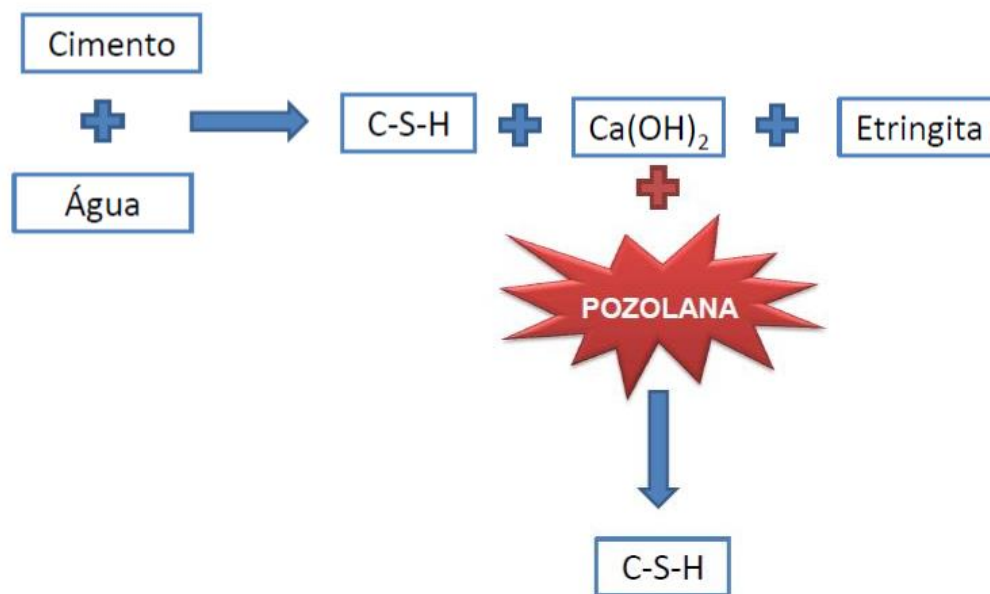 Cimento
Água
C-S-H
Ca(OH)₂
Etringita
POZOLANA
C-S-H